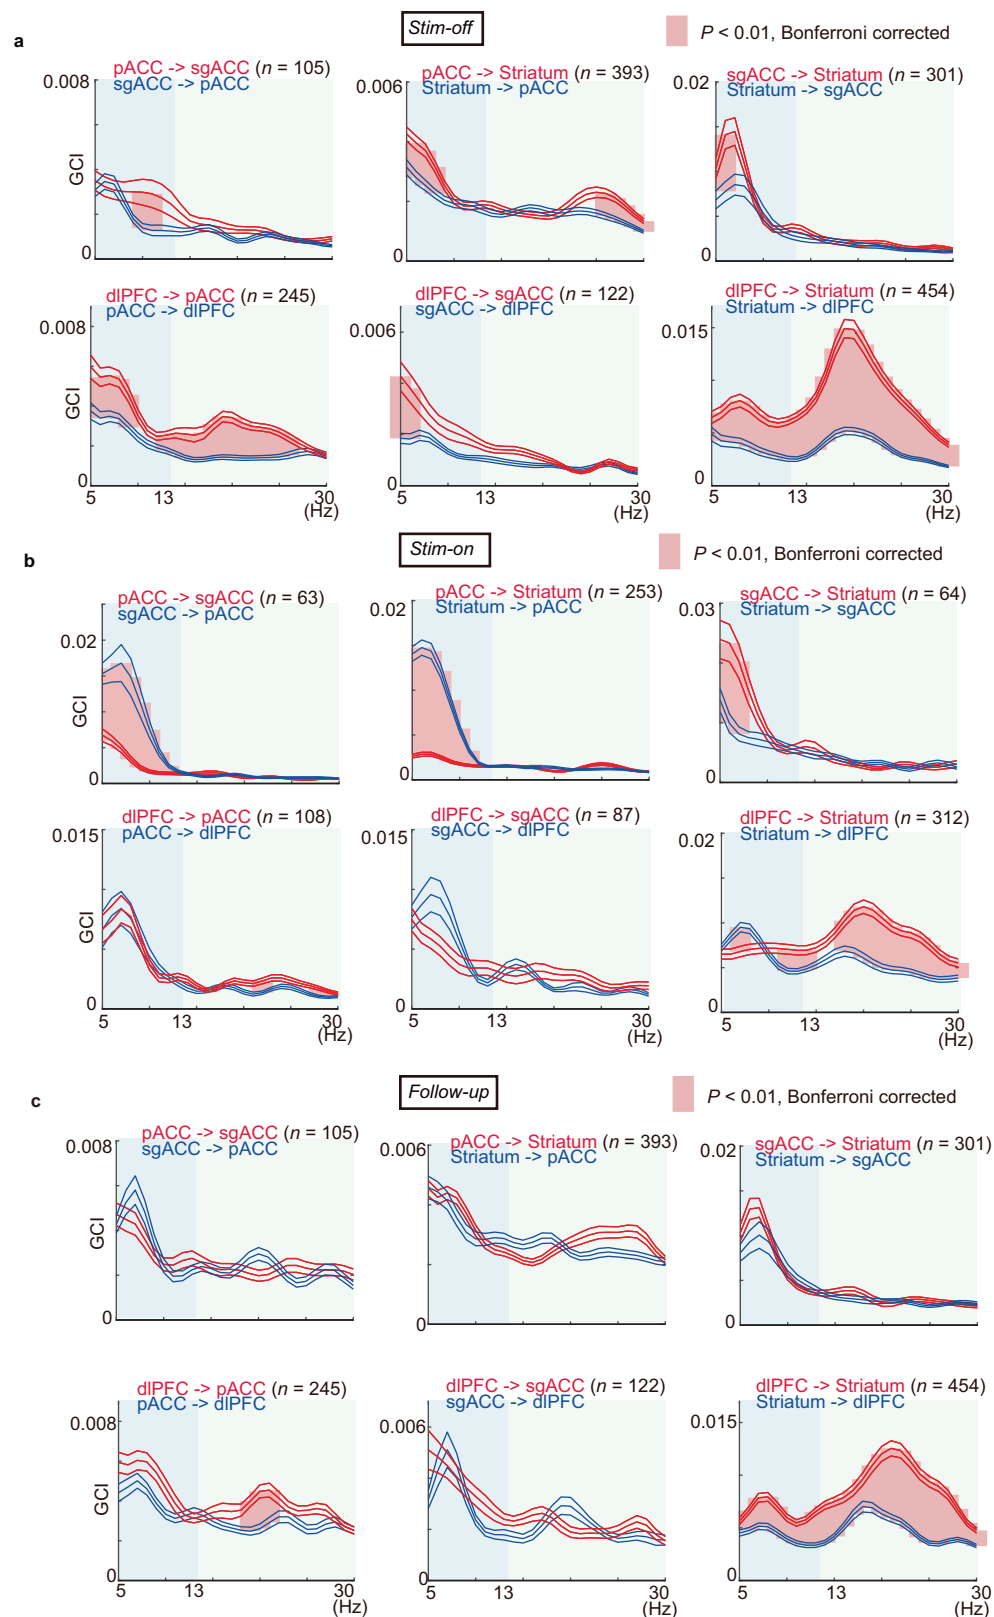 a
Stim-off
P < 0.01, Bonferroni corrected
pACC -> sgACC (n = 105)
sgACC -> pACC
0.008
GCI
0
pACC -> Striatum (n = 393)
Striatum -> pACC
0.006
0
sgACC -> Striatum (n = 301)
Striatum -> sgACC
0.02
0
dlPFC -> pACC (n = 245)
pACC -> dlPFC
0.008
GCI
0
5 13 30
(Hz)
dlPFC -> sgACC (n = 122)
sgACC -> dlPFC
0.006
0
5 13 30
(Hz)
dlPFC -> Striatum (n = 454)
Striatum -> dlPFC
0.015
0
5 13 30
(Hz)
b
Stim-on
P < 0.01, Bonferroni corrected
pACC -> sgACC (n = 63)
sgACC -> pACC
0.02
GCI
0
pACC -> Striatum (n = 253)
Striatum -> pACC
0.02
0
sgACC -> Striatum (n = 64)
Striatum -> sgACC
0.03
0
dlPFC -> pACC (n = 108)
pACC -> dlPFC
0.015
GCI
0
5 13 30
(Hz)
dlPFC -> sgACC (n = 87)
sgACC -> dlPFC
0.015
0
5 13 30
(Hz)
dlPFC -> Striatum (n = 312)
Striatum -> dlPFC
0.02
0
5 13 30
(Hz)
c
Follow-up
P < 0.01, Bonferroni corrected
pACC -> sgACC (n = 105)
sgACC -> pACC
0.008
GCI
0
pACC -> Striatum (n = 393)
Striatum -> pACC
0.006
0
sgACC -> Striatum (n = 301)
Striatum -> sgACC
0.02
0
dlPFC -> pACC (n = 245)
pACC -> dlPFC
0.008
GCI
0
5 13 30
(Hz)
dlPFC -> sgACC (n = 122)
sgACC -> dlPFC
0.006
0
5 13 30
(Hz)
dlPFC -> Striatum (n = 454)
Striatum -> dlPFC
0.015
0
5 13 30
(Hz)